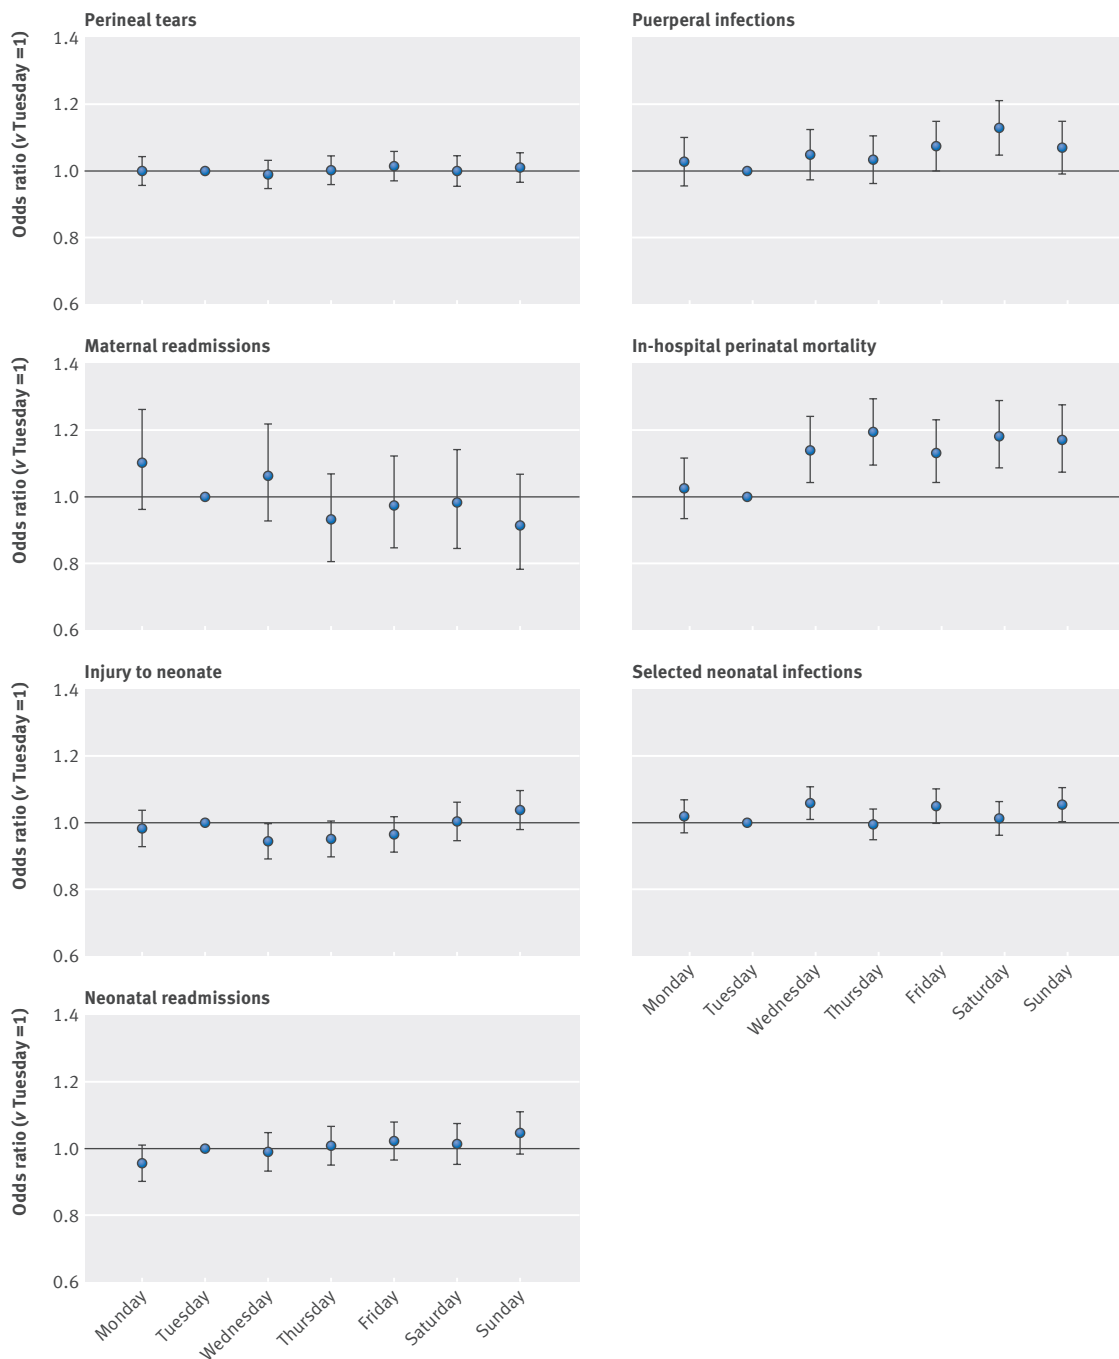 Perineal tears
Odds ratio (v Tuesday =1)
1.4
1.2
1.0
0.8
0.6
Puerperal infections
Maternal readmissions
Odds ratio (v Tuesday =1)
1.4
1.2
1.0
0.8
0.6
In-hospital perinatal mortality
Injury to neonate
Odds ratio (v Tuesday =1)
1.4
1.2
1.0
0.8
0.6
Selected neonatal infections
Monday
Tuesday
Wednesday
Thursday
Friday
Saturday
Sunday
Neonatal readmissions
Odds ratio (v Tuesday =1)
1.4
1.2
1.0
0.8
0.6
Monday
Tuesday
Wednesday
Thursday
Friday
Saturday
Sunday